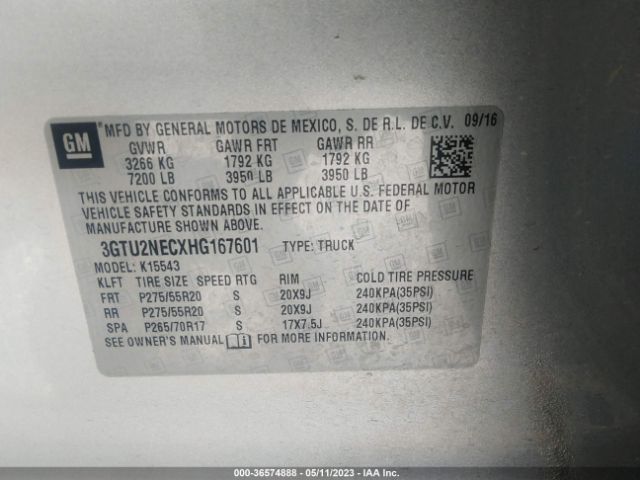 GM MFD BY GENERAL MOTORS DE MEXICO, S. DE R.L. DE C.V. 09/16
GVWR GAWR FRT GAWR RR
3266 KG 1792 KG 1792 KG
7200 LB 3950 LB 3950 LB
THIS VEHICLE CONFORMS TO ALL APPLICABLE U.S. FEDERAL MOTOR
VEHICLE SAFETY STANDARDS IN EFFECT ON THE DATE OF
MANUFACTURE SHOWN ABOVE.
3GTU2NECXHG167601 TYPE: TRUCK
MODEL: K15543
KLFT TIRE SIZE SPEED RTG RIM COLD TIRE PRESSURE
FRT P275/55R20 S 20X9J 240KPA(35PSI)
RR P275/55R20 S 20X9J 240KPA(35PSI)
SPA P265/70R17 S 17X7.5J 240KPA(35PSI)
SEE OWNER'S MANUAL FOR MORE INFORMATION.
000-36574888 - 05/11/2023 - IAA Inc.